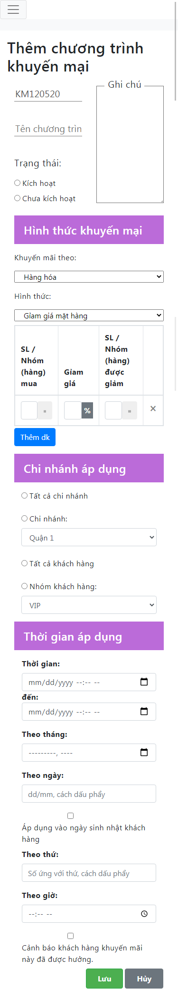 Thêm chương trình
khuyến mại
Ghi chú
KM120520
Tên chương trìn
Trạng thái:
Kích hoạt
Chưa kích hoạt
Hình thức khuyến mại
Khuyến mãi theo:
Hàng hóa
Hình thức:
Giam giá mặt hàng
SL /
Nhóm
(hàng)
mua
Giam
giá
SL /
Nhóm
(hàng)
được
giảm
%
×
Thêm dk
Chi nhánh áp dụng
Tất cả chi nhánh
Chi nhánh:
Quận 1
Tất cả khách hàng
Nhóm khách hàng:
VIP
Thời gian áp dụng
Thời gian:
mm/dd/yyyy --:-- --
đến:
mm/dd/yyyy --:-- --
Theo tháng:
---------, ----
Theo ngày:
dd/mm, cách dấu phẩy
Áp dụng vào ngày sinh nhật khách
hàng
Theo thứ:
Số ứng với thứ, cách dấu phẩy
Theo giờ:
--:-- --
Cảnh báo khách hàng khuyến mãi
này đã được hưởng.
Lưu
Hủy